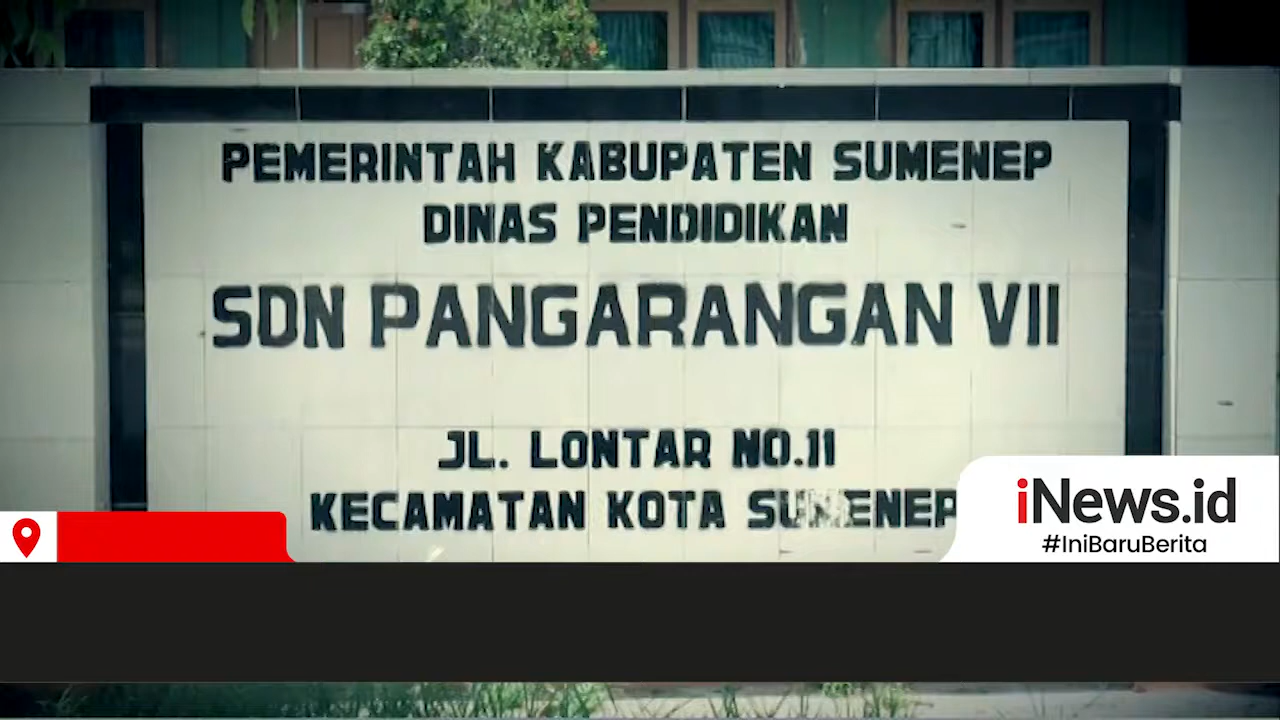 PEMERINTAH KABUPATEN SUMENEP
DINAS PENDIDIKAN
SDN PANGARANGAN VII
JL. LONTAR NO.11
KECAMATAN KOTA SUMENEP
iNews.id
#IniBaruBerita